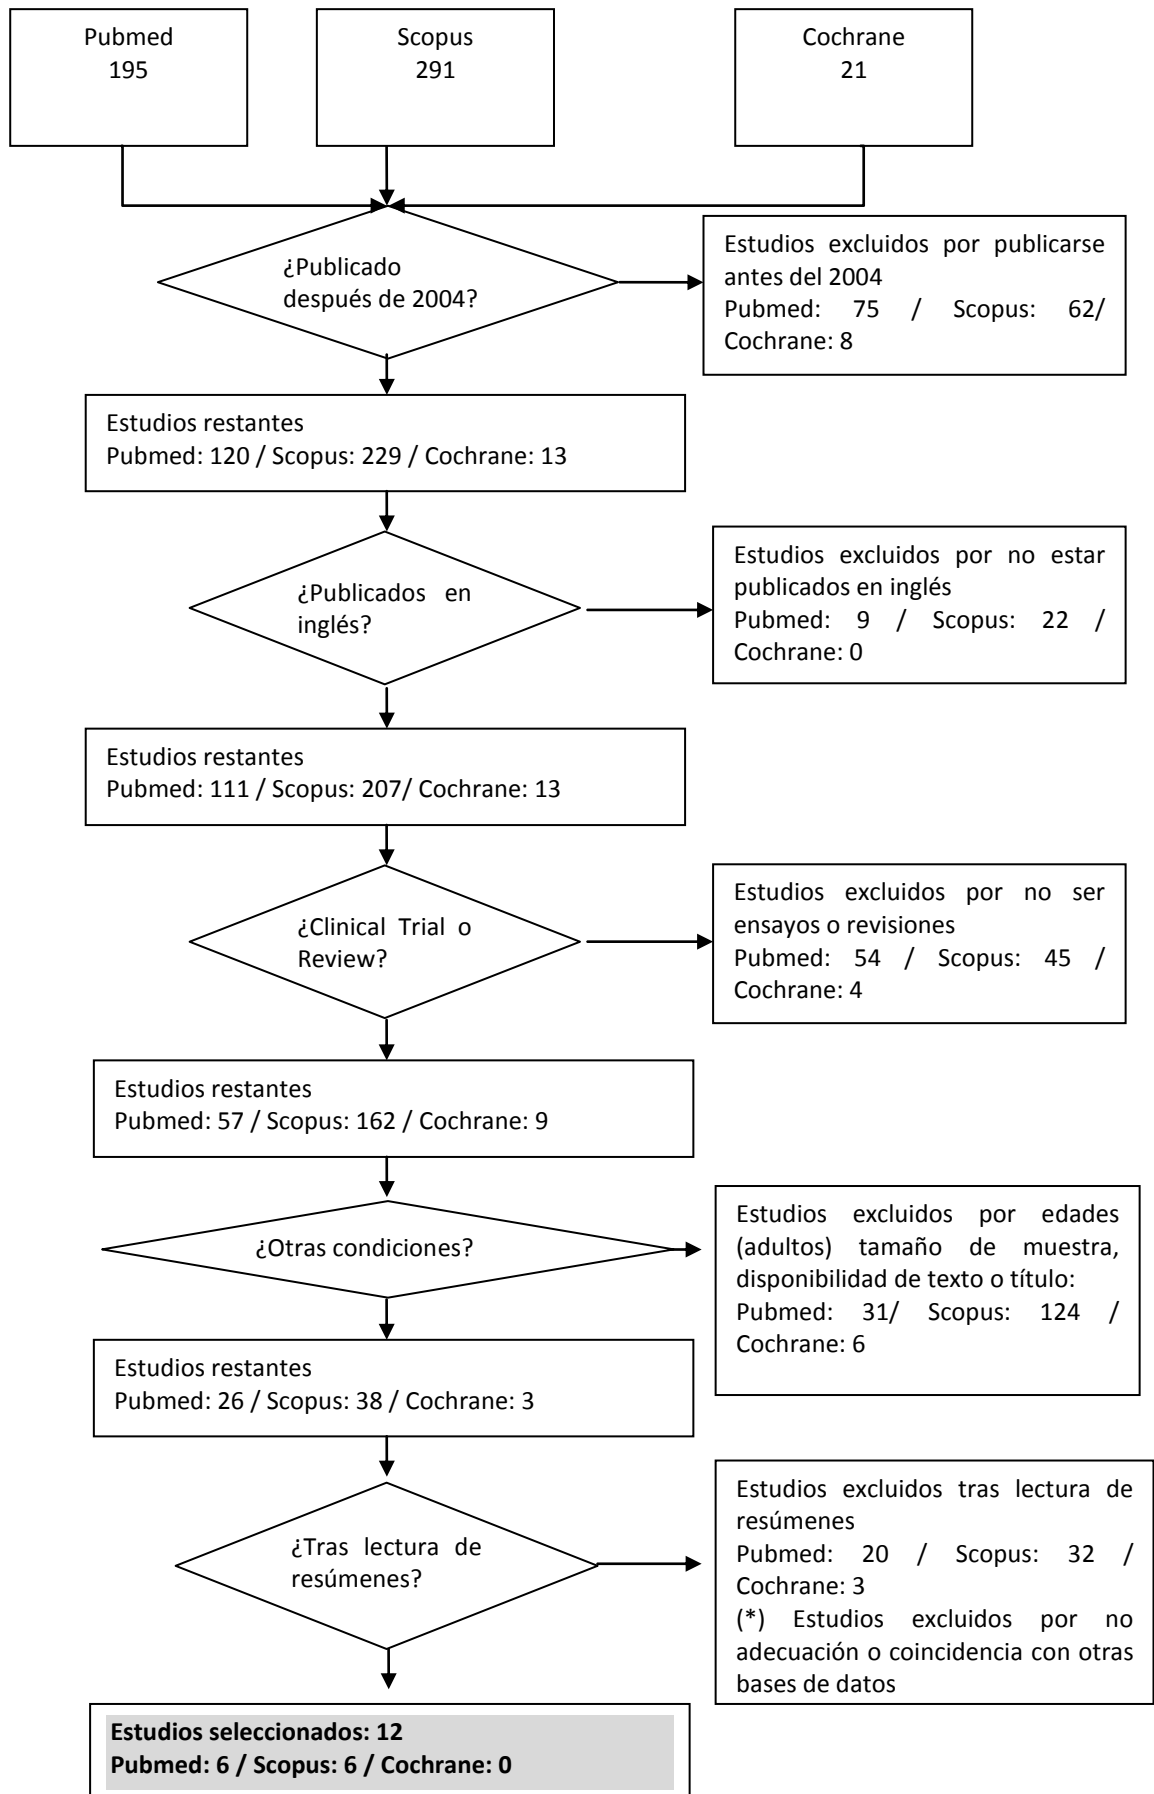 Pubmed
195
Scopus
291
Cochrane
21
¿Publicado
después de 2004?
Estudios excluidos por publicarse
antes del 2004
Pubmed: 75 / Scopus: 62/
Cochrane: 8
Estudios restantes
Pubmed: 120 / Scopus: 229 / Cochrane: 13
¿Publicados en
inglés?
Estudios excluidos por no estar
publicados en inglés
Pubmed: 9 / Scopus: 22 /
Cochrane: 0
Estudios restantes
Pubmed: 111 / Scopus: 207/ Cochrane: 13
¿Clinical Trial o
Review?
Estudios excluidos por no ser
ensayos o revisiones
Pubmed: 54 / Scopus: 45 /
Cochrane: 4
Estudios restantes
Pubmed: 57 / Scopus: 162 / Cochrane: 9
¿Otras condiciones?
Estudios excluidos por edades
(adultos) tamaño de muestra,
disponibilidad de texto o título:
Pubmed: 31/ Scopus: 124 /
Cochrane: 6
Estudios restantes
Pubmed: 26 / Scopus: 38 / Cochrane: 3
¿Tras lectura de
resúmenes?
Estudios excluidos tras lectura de
resúmenes
Pubmed: 20 / Scopus: 32 /
Cochrane: 3
(*) Estudios excluidos por no
adecuación o coincidencia con otras
bases de datos
Estudios seleccionados: 12
Pubmed: 6 / Scopus: 6 / Cochrane: 0